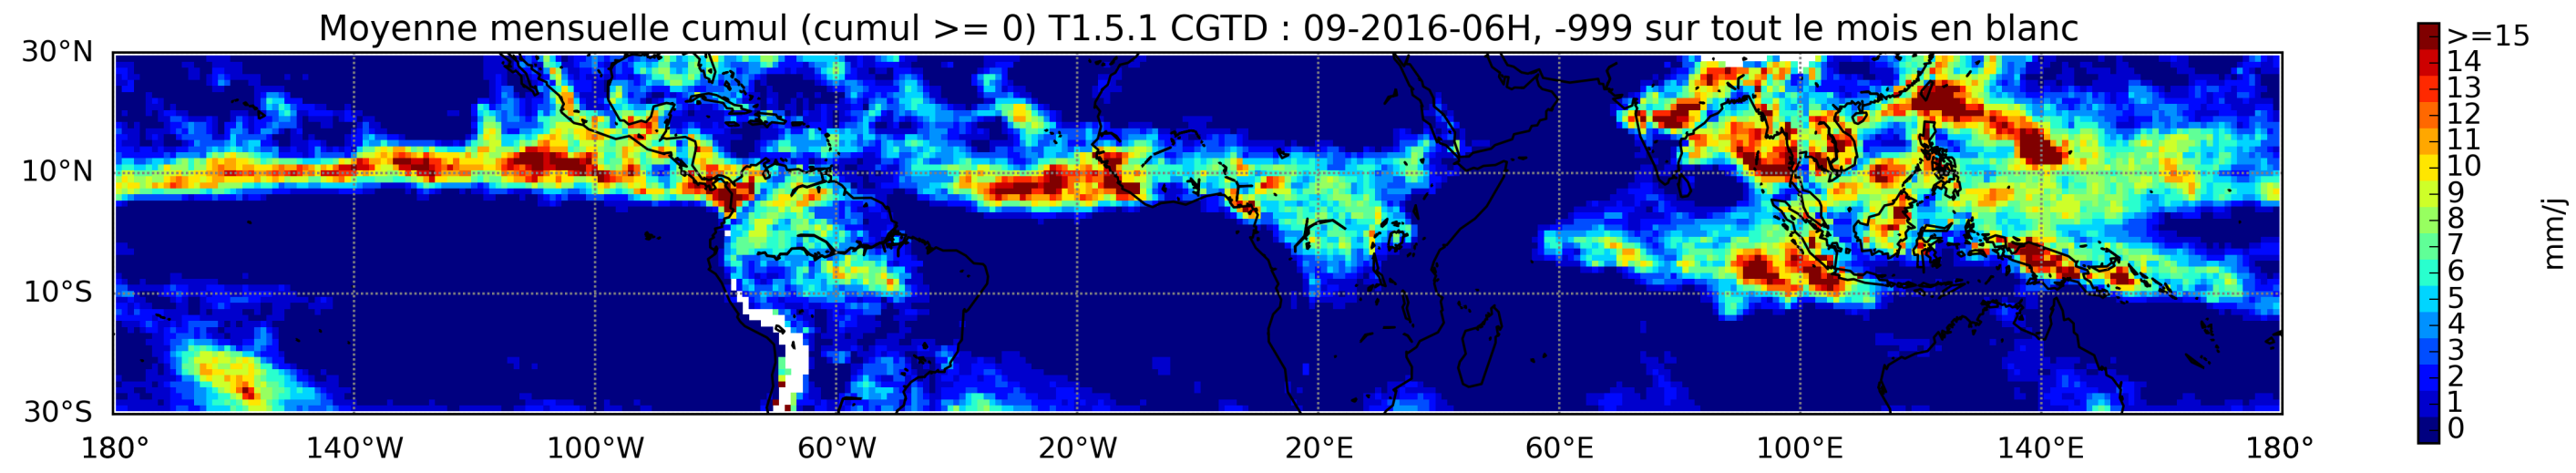 Moyenne mensuelle cumul (cumul >= 0) T1.5.1 CGTD : 09-2016-06H, -999 sur tout le mois en blanc
30°N
10°N
10°S
30°S
180° 140°W 100°W 60°W 20°W 20°E 60°E 100°E 140°E 180°
>=15
14
13
12
11
10
9
8
7
6
5
4
3
2
1
0
mm/j